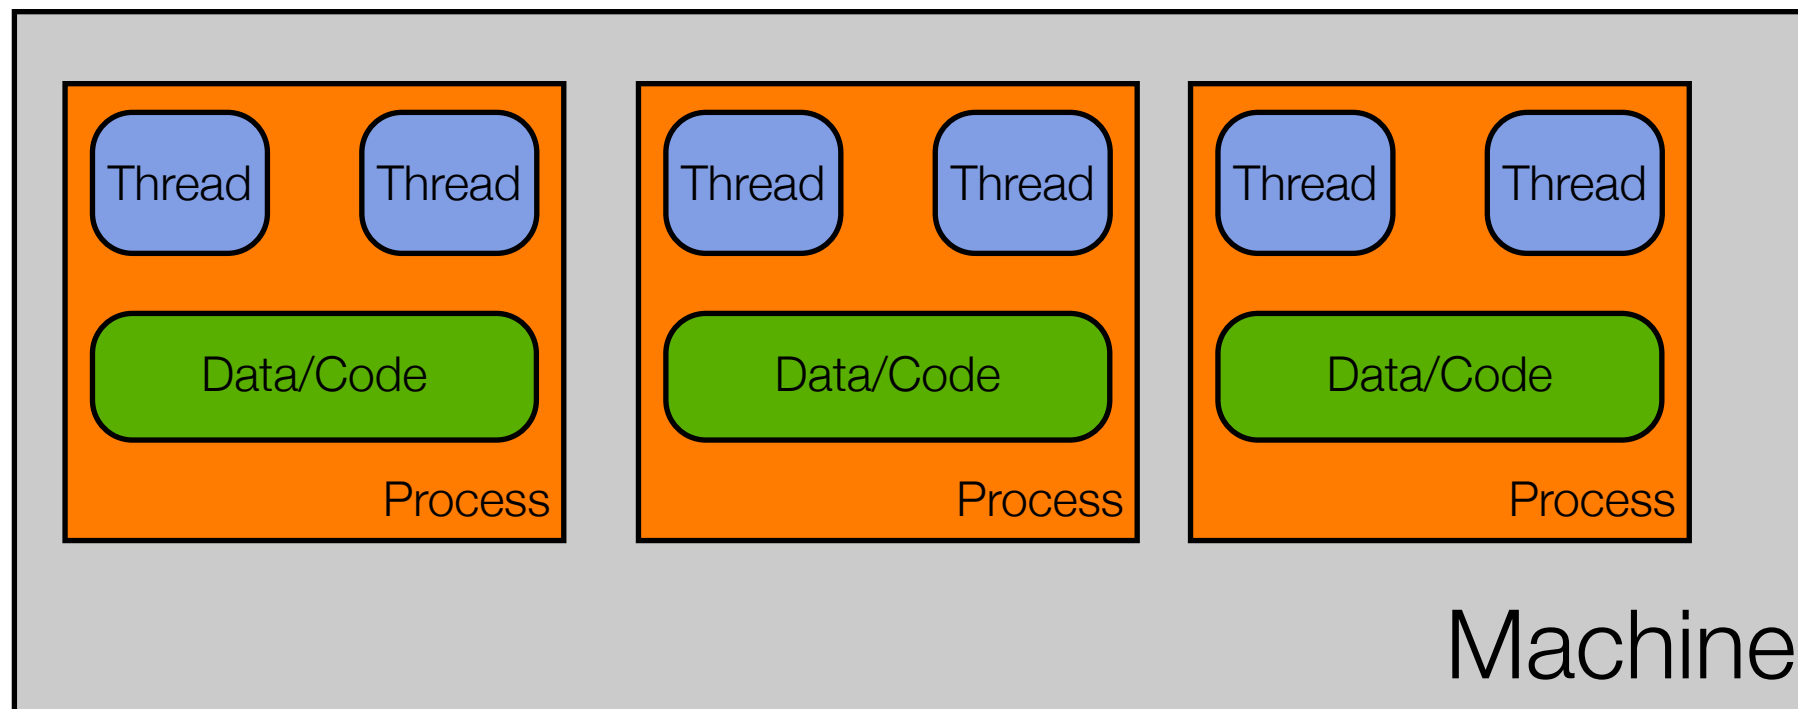 Thread Thread Thread Thread Thread Thread
Data/Code Data/Code Data/Code
Process Process Process
Machine